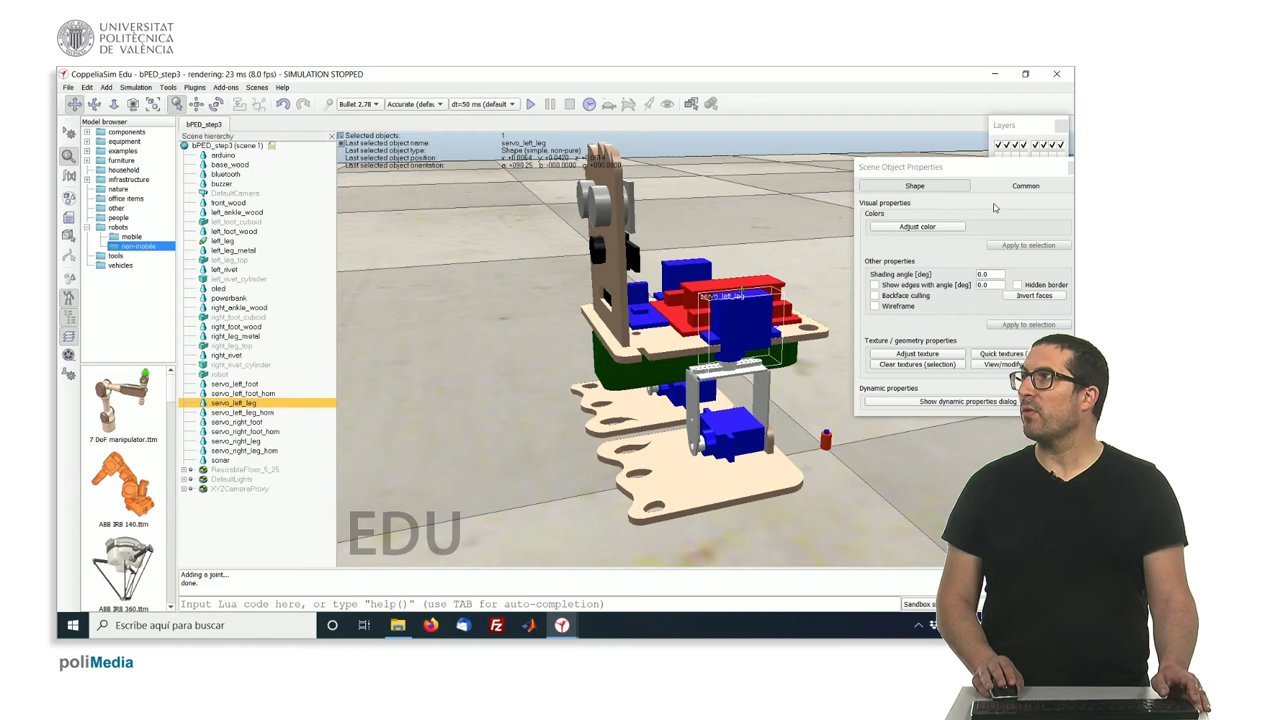 UNIVERSITAT
POLITÈCNICA
DE VALÈNCIA
CoppeliaSim Edu - bPED_step3 - rendering: 23 ms (8.0 fps) - SIMULATION STOPPED
File Edit Add Simulation Tools Plugins Add-ons Scenes Help
Bullet 2.78 Accurate (defau dt=50 ms (default)
Model browser
components
equipment
examples
furniture
household
infrastructure
nature
office items
other
people
robots
mobile
non-mobile
tools
vehicles
7 DoF manipulator.ttm
ABB IRB 140.ttm
ABB IRB 360.ttm
bPED_step3
Scene hierarchy
bPED_step3 (scene 1)
arduino
base_wood
bluetooth
buzzer
DefaultCamera
front_wood
left_ankle_wood
left_foot_cuboid
left_foot_wood
left_leg
left_leg_metal
left_leg_top
left_rivet
left_rivet_cylinder
oled
powerbank
right_ankle_wood
right_foot_cuboid
right_foot_wood
right_leg_metal
right_leg_top
right_rivet
right_rivet_cylinder
robot
servo_left_foot
servo_left_foot_horn
servo_left_leg
servo_left_leg_horn
servo_right_foot
servo_right_foot_horn
servo_right_leg
servo_right_leg_horn
sonar
ResizableFloor_5_25
DefaultLights
XYZCameraProxy
Selected objects: 1
Last selected object name: servo_left_leg
Last selected object type: Shape (simple, non-pure)
Last selected object position:
Last selected object orientation:
servo_left_leg
EDU
Layers
Scene Object Properties
Shape Common
Visual properties
Colors
Adjust color
Apply to selection
Other properties
Shading angle [deg] 0.0
Show edges with angle [deg] 0.0 Hidden border
Backface culling Invert faces
Wireframe
Apply to selection
Texture / geometry properties
Adjust texture Quick texture
Clear textures (selection) View/modify
Dynamic properties
Show dynamic properties dialog
Adding a joint...
done.
Input Lua code here, or type "help()" (use TAB for auto-completion)
Sandbox s
Escribe aquí para buscar
poliMedia